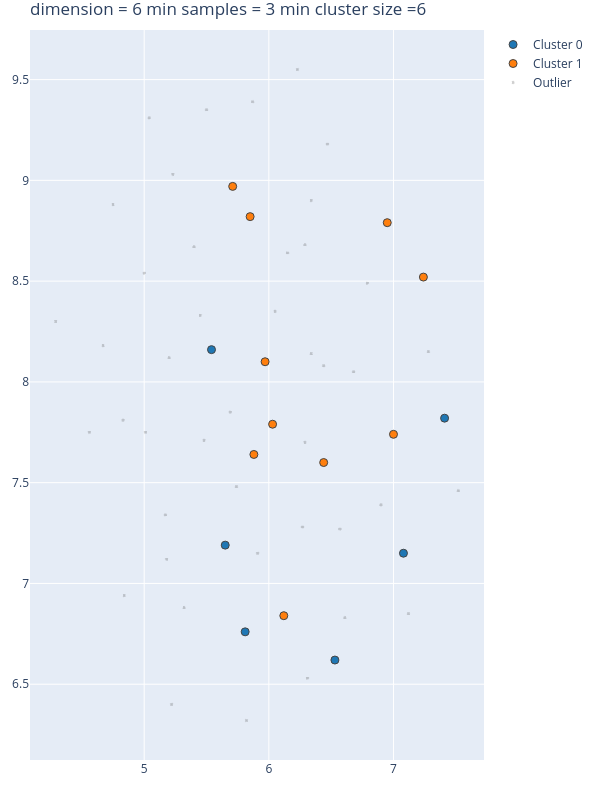 dimension = 6 min samples = 3 min cluster size =6
Cluster 0
Cluster 1
Outlier
9.5
9
8.5
8
7.5
7
6.5
5
6
7